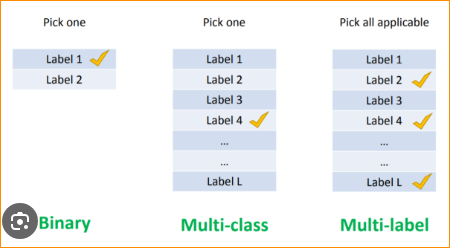 Pick one
Label 1
Label 2
Binary
Pick one
Label 1
Label 2
Label 3
Label 4
...
...
Label L
Multi-class
Pick all applicable
Label 1
Label 2
Label 3
Label 4
...
...
Label L
Multi-label